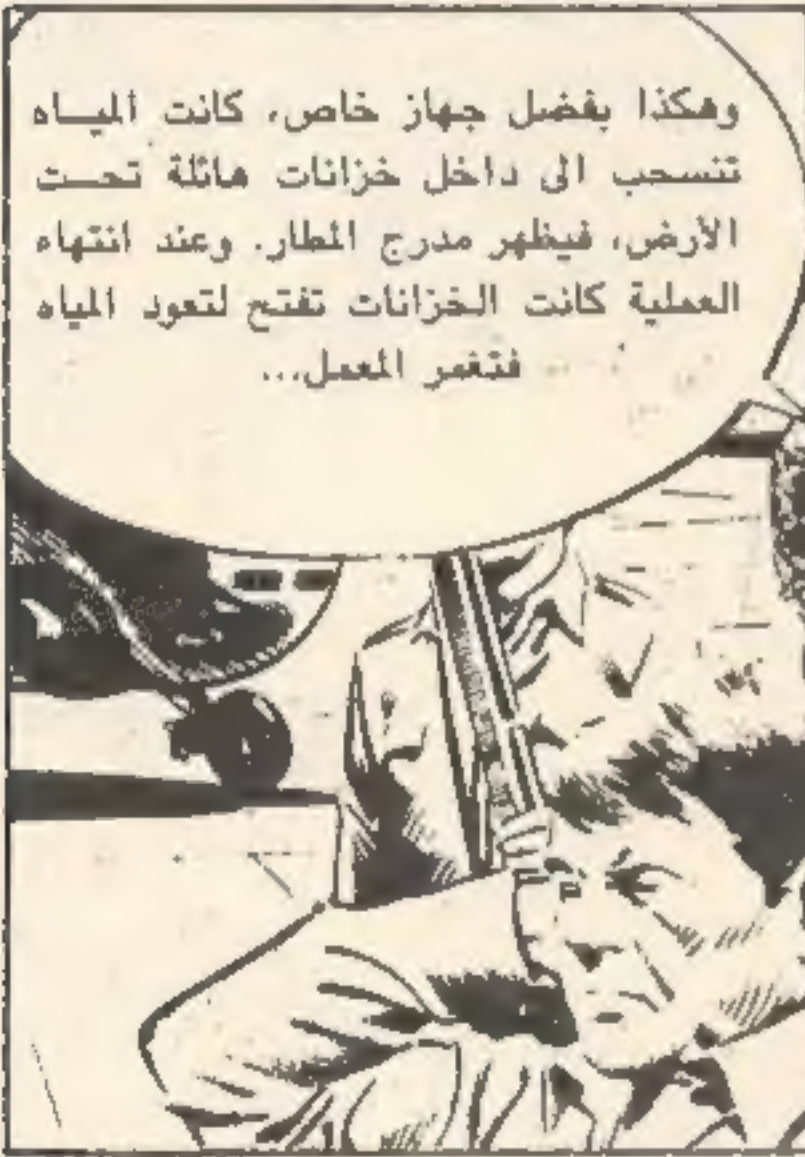 وهكذا بفضل جهاز خاص، كانت المياه
تنسحب الى داخل خزانات هائلة تحت
الأرض، فيظهر مدرج المطار. وعند انتهاء
العملية كانت الخزانات تفتح لتعود المياه
فتغمر المعمل...